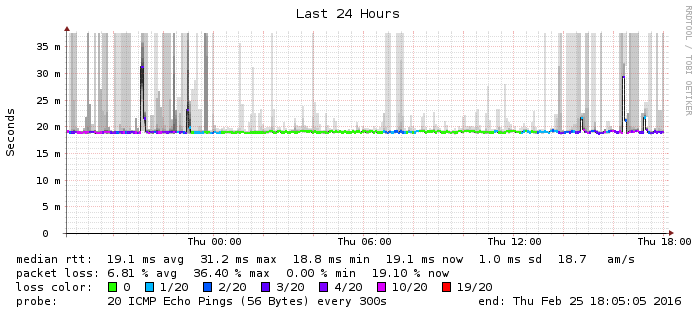 Last 24 Hours
RRDTOOL / TOBI OETIKER
Seconds
35 m
30 m
25 m
20 m
15 m
10 m
5 m
0
Thu 00:00 Thu 06:00 Thu 12:00 Thu 18:00
median rtt: 19.1 ms avg 31.2 ms max 18.8 ms min 19.1 ms now 1.0 ms sd 18.7 am/s
packet loss: 6.81 % avg 36.40 % max 0.00 % min 19.10 % now
loss color: 0 1/20 2/20 3/20 4/20 10/20 19/20
probe: 20 ICMP Echo Pings (56 Bytes) every 300s end: Thu Feb 25 18:05:05 2016